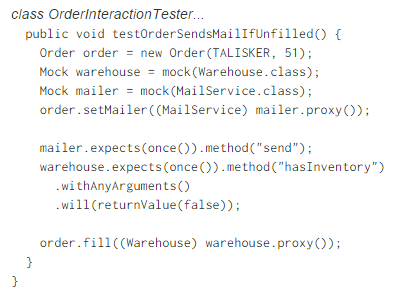 class OrderInteractionTester...
  public void testOrderSendsMailIfUnfilled() {
    Order order = new Order(TALISKER, 51);
    Mock warehouse = mock(Warehouse.class);
    Mock mailer = mock(MailService.class);
    order.setMailer((MailService) mailer.proxy());

    mailer.expects(once()).method("send");
    warehouse.expects(once()).method("hasInventory")
      .withAnyArguments()
      .will(returnValue(false));

    order.fill((Warehouse) warehouse.proxy());
  }
}